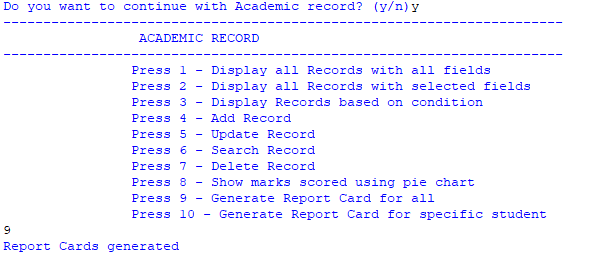 Do you want to continue with Academic record? (y/n)y
----------------------------------------------------------------------
ACADEMIC RECORD
----------------------------------------------------------------------
Press 1 - Display all Records with all fields
Press 2 - Display all Records with selected fields
Press 3 - Display Records based on condition
Press 4 - Add Record
Press 5 - Update Record
Press 6 - Search Record
Press 7 - Delete Record
Press 8 - Show marks scored using pie chart
Press 9 - Generate Report Card for all
Press 10 - Generate Report Card for specific student
9
Report Cards generated